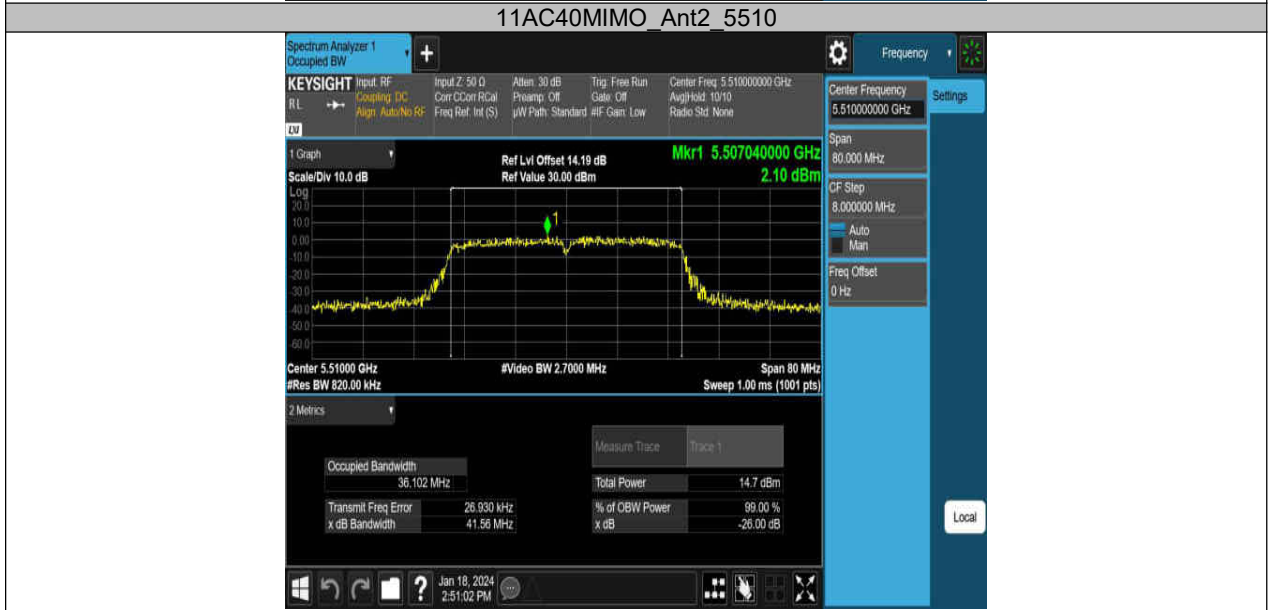 11AC40MIMO_Ant2_5510
Spectrum Analyzer 1
Occupied BW
+
Frequency
KEYSIGHT
RL
LXI
Input: RF
Coupling: DC
Align: Auto/No RF
Input Z: 50 Ω
Corr CCorr RCal
Freq Ref: Int (S)
Atten: 30 dB
Preamp: Off
µW Path: Standard
Trig: Free Run
Gate: Off
#IF Gain: Low
Center Freq: 5.510000000 GHz
Avg|Hold: 10/10
Radio Std: None
Center Frequency
5.510000000 GHz
Settings
Span
80.000 MHz
CF Step
8.000000 MHz
Auto
Man
Freq Offset
0 Hz
Local
1 Graph
Scale/Div 10.0 dB
Ref Lvl Offset 14.19 dB
Ref Value 30.00 dBm
Mkr1 5.507040000 GHz
2.10 dBm
Log
20.0
10.0
0.00
-10.0
-20.0
-30.0
-40.0
-50.0
-60.0
1
Center 5.51000 GHz
#Video BW 2.7000 MHz
Span 80 MHz
#Res BW 820.00 kHz
Sweep 1.00 ms (1001 pts)
2 Metrics
Measure Trace
Trace 1
Occupied Bandwidth
36.102 MHz
Total Power
14.7 dBm
Transmit Freq Error
26.930 kHz
% of OBW Power
99.00 %
x dB Bandwidth
41.56 MHz
x dB
-26.00 dB
?
Jan 18, 2024
2:51:02 PM